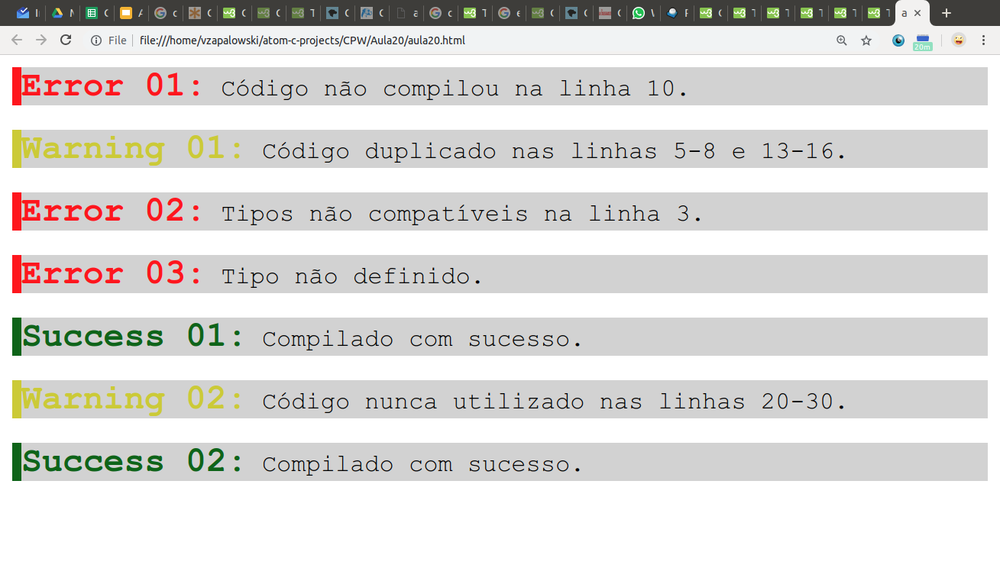 File
file:///home/vzapalowski/atom-c-projects/CPW/Aula20/aula20.html
20m
Error 01: Código não compilou na linha 10.
Warning 01: Código duplicado nas linhas 5-8 e 13-16.
Error 02: Tipos não compatíveis na linha 3.
Error 03: Tipo não definido.
Success 01: Compilado com sucesso.
Warning 02: Código nunca utilizado nas linhas 20-30.
Success 02: Compilado com sucesso.